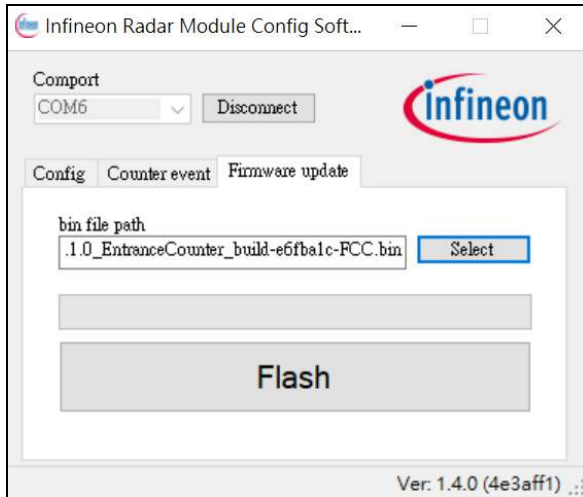 Infineon Radar Module Config Soft...
Comport
COM6
Disconnect
infineon
Config
Counter event
Firmware update
bin file path
.1.0_EntranceCounter_build-e6fba1c-FCC.bin
Select
Flash
Ver: 1.4.0 (4e3aff1)